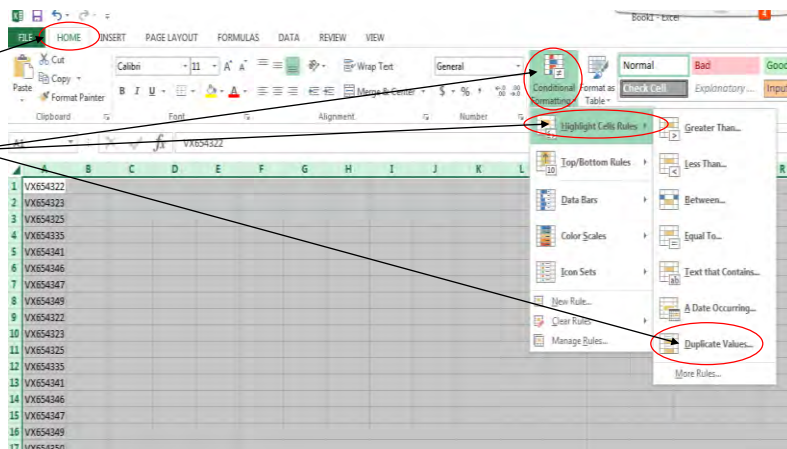 Book1 - Excel
4
FILE HOME INSERT PAGE LAYOUT FORMULAS DATA REVIEW VIEW
Cut
Copy
Format Painter
Paste
Clipboard
Calibri 11 A A
B I U A
Font
Wrap Text
Merge & Center
Alignment
General
$ % ,
Number
Conditional Formatting
Format as Table
Normal Bad Good
Check Cell Explanatory ... Input
A1 fx VX654322
A B C D E F G H I J K L R
1 VX654322
2 VX654323
3 VX654325
4 VX654335
5 VX654341
6 VX654346
7 VX654347
8 VX654349
9 VX654322
10 VX654323
11 VX654325
12 VX654335
13 VX654341
14 VX654346
15 VX654347
16 VX654349
17 VX654350
Highlight Cells Rules
Top/Bottom Rules
Data Bars
Color Scales
Icon Sets
New Rule...
Clear Rules
Manage Rules...
Greater Than...
Less Than...
Between...
Equal To...
Text that Contains...
A Date Occurring...
Duplicate Values...
More Rules...